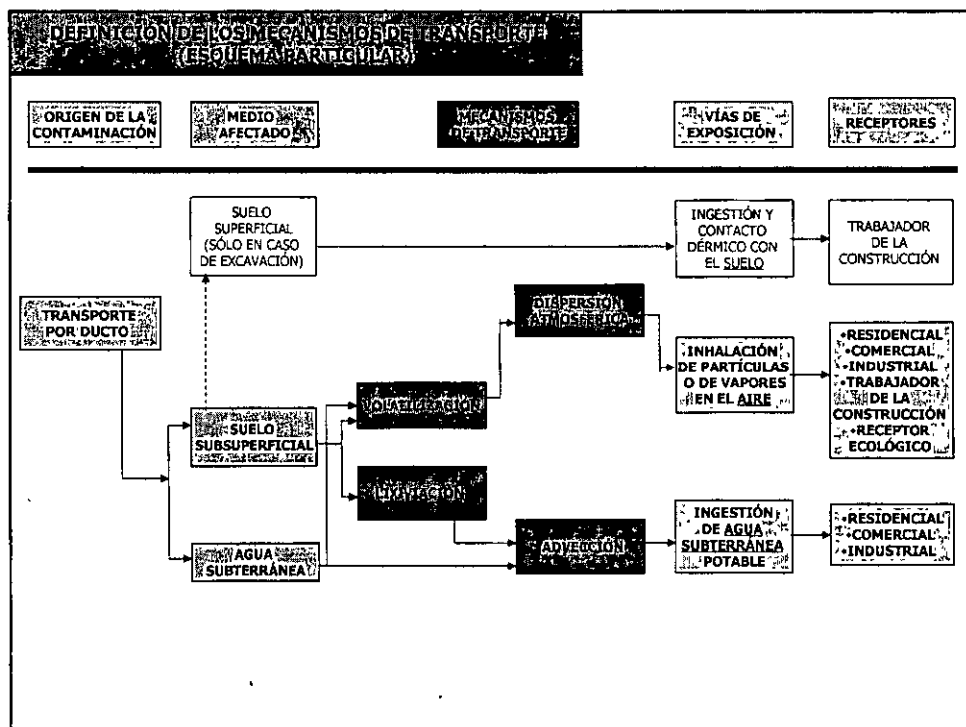 DEFINICIÓN DE LOS MECANISMOS DE TRANSPORTE
(ESQUEMA PARTICULAR)
ORIGEN DE LA
CONTAMINACIÓN
MEDIO
AFECTADO
MECANISMOS
DE TRANSPORTE
VÍAS DE
EXPOSICIÓN
RECEPTORES
SUELO
SUPERFICIAL
(SÓLO EN CASO
DE EXCAVACIÓN)
INGESTIÓN Y
CONTACTO
DÉRMICO CON
EL SUELO
TRABAJADOR
DE LA
CONSTRUCCIÓN
TRANSPORTE
POR DUCTO
DISPERSIÓN
ATMOSFÉRICA
INHALACIÓN
DE PARTÍCULAS
O DE VAPORES
EN EL AIRE
•RESIDENCIAL
•COMERCIAL
•INDUSTRIAL
•TRABAJADOR
DE LA
CONSTRUCCIÓN
•RECEPTOR
ECOLÓGICO
VOLATILIZACIÓN
SUELO
SUBSUPERFICIAL
LIXIVIACIÓN
AGUA
SUBTERRÁNEA
ADVECCIÓN
INGESTIÓN
DE AGUA
SUBTERRÁNEA
POTABLE
•RESIDENCIAL
•COMERCIAL
•INDUSTRIAL